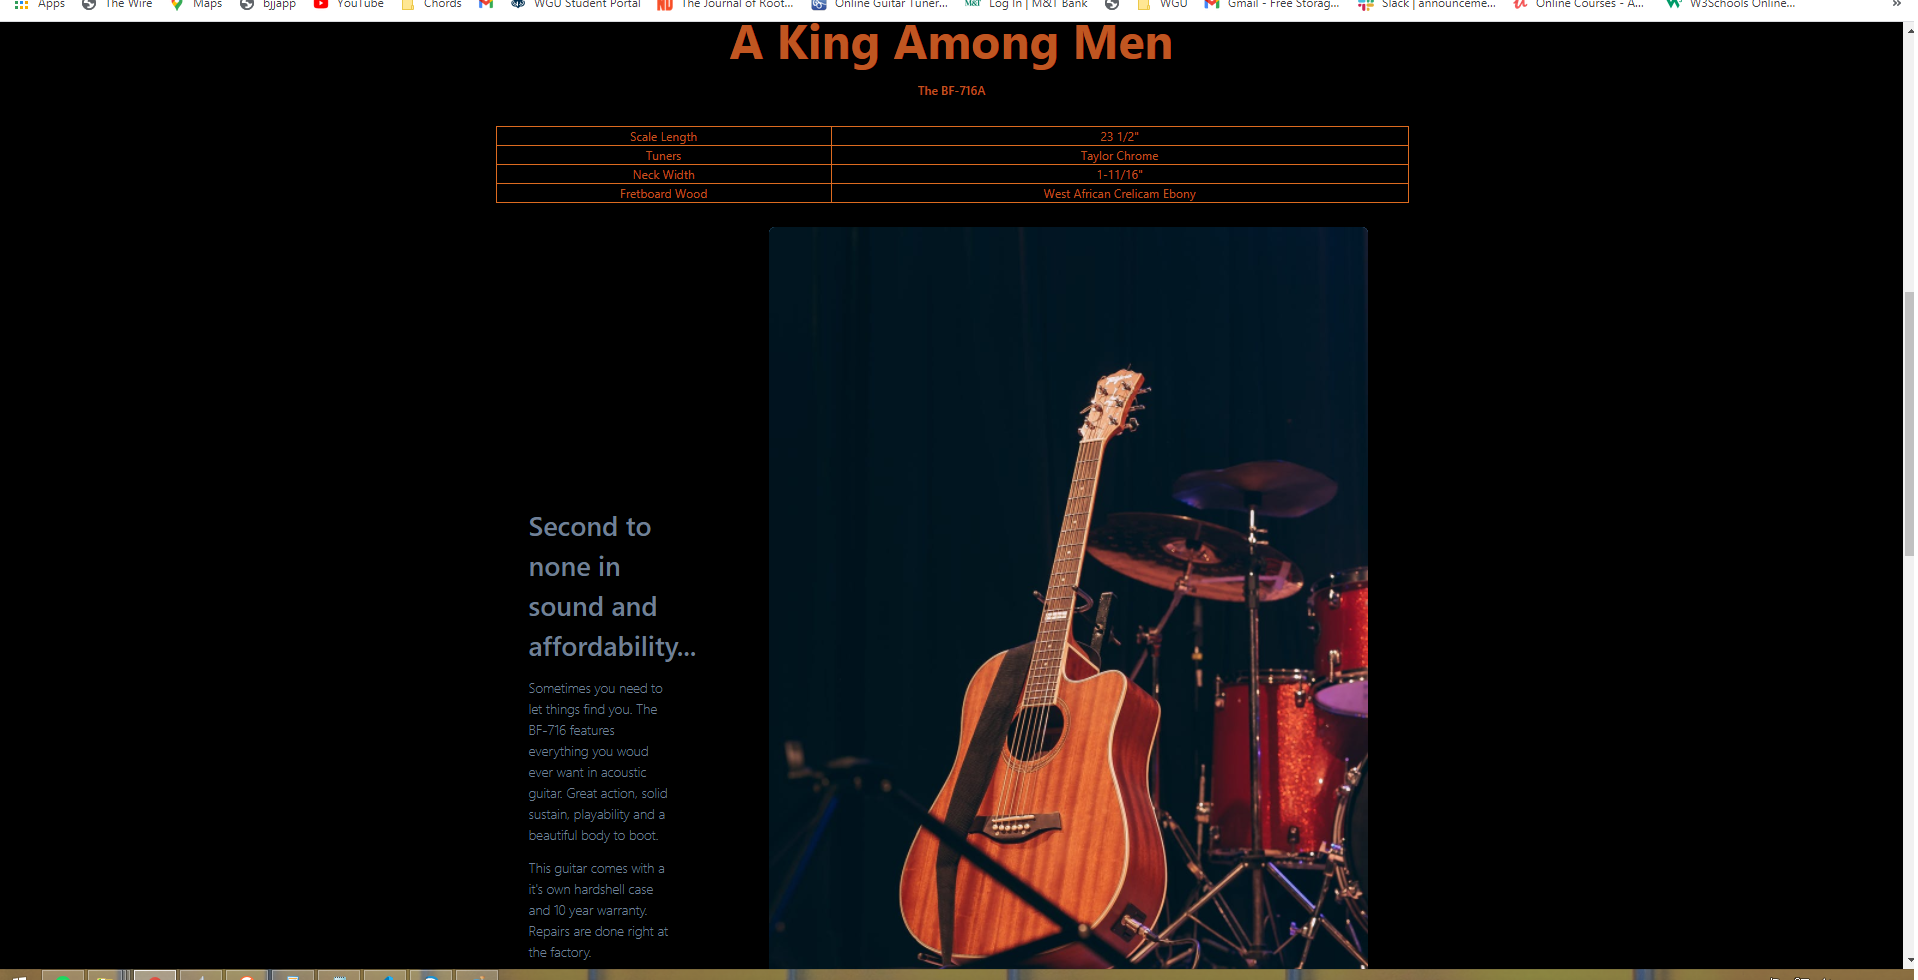 Apps The Wire Maps bjjapp YouTube Chords WGU Student Portal The Journal of Root... Online Guitar Tuner... M&T Log In | M&T Bank WGU Gmail - Free Storag... Slack | announceme... Online Courses - A... W3Schools Online... »
A King Among Men
The BF-716A
Scale Length 23 1/2"
Tuners Taylor Chrome
Neck Width 1-11/16"
Fretboard Wood West African Crelicam Ebony
Second to
none in
sound and
affordability...
Sometimes you need to
let things find you. The
BF-716 features
everything you woud
ever want in acoustic
guitar. Great action, solid
sustain, playability and a
beautiful body to boot.
This guitar comes with a
it's own hardshell case
and 10 year warranty.
Repairs are done right at
the factory.